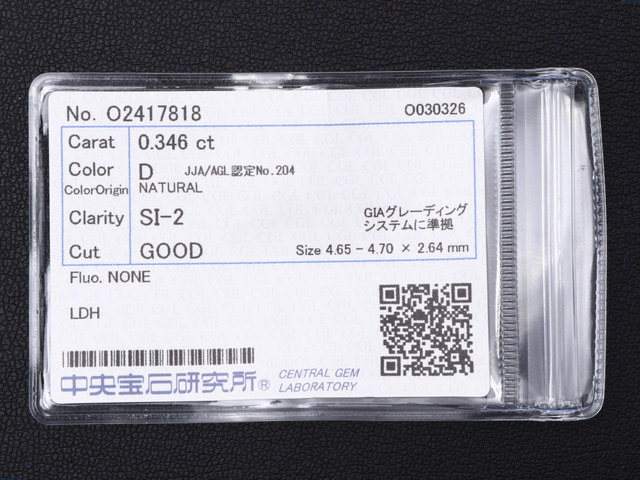 No. O2417818 O030326
Carat 0.346 ct
Color D JJA/AGL認定No.204
ColorOrigin NATURAL
Clarity SI-2 GIAグレーディング
システムに準拠
Cut GOOD Size 4.65 - 4.70 × 2.64 mm
Fluo. NONE
LDH
中央宝石研究所® CENTRAL GEM
LABORATORY